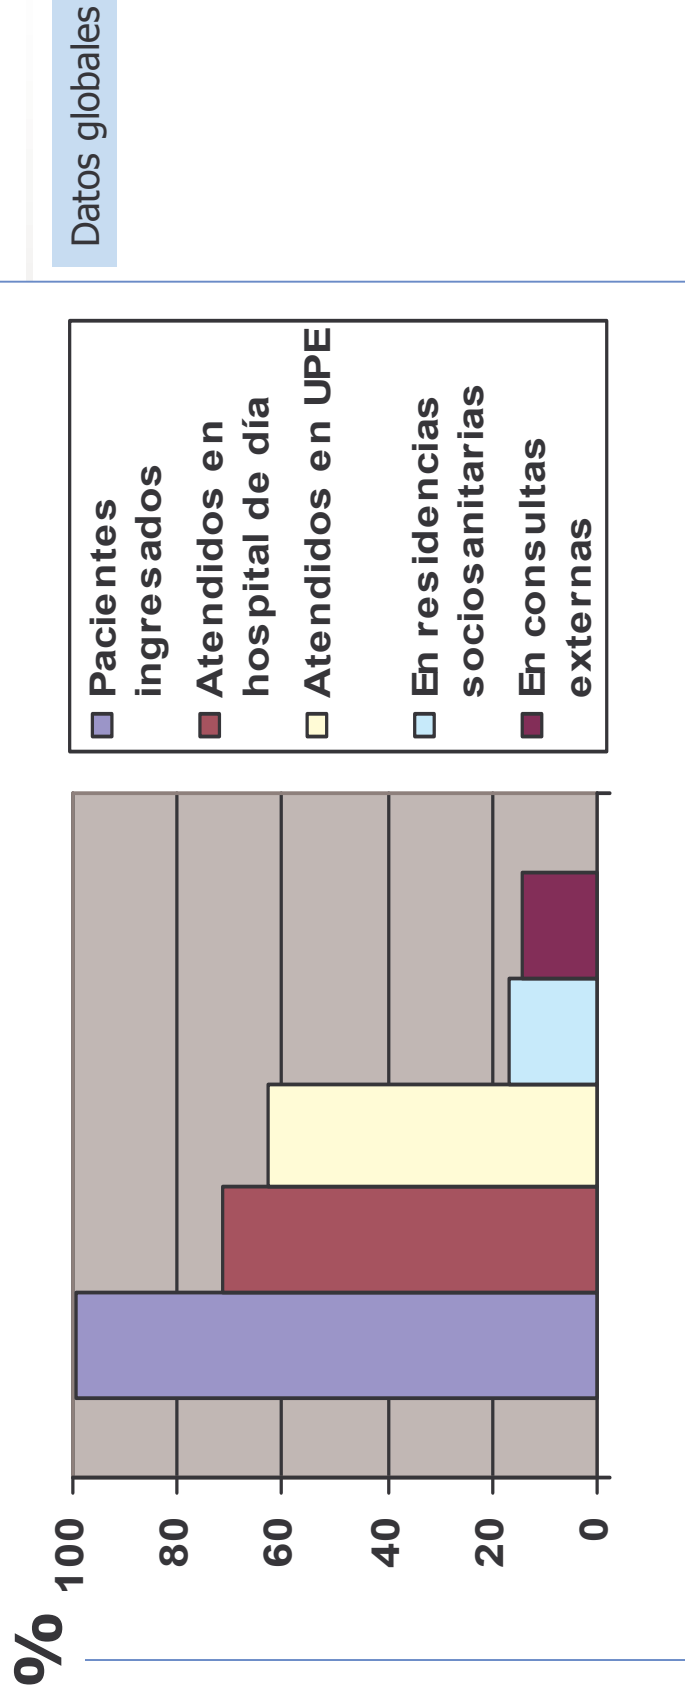 Datos globales
%
100
80
60
40
20
0
Pacientes
ingresados
Atendidos en
hospital de día
Atendidos en UPE
En residencias
sociosanitarias
En consultas
externas